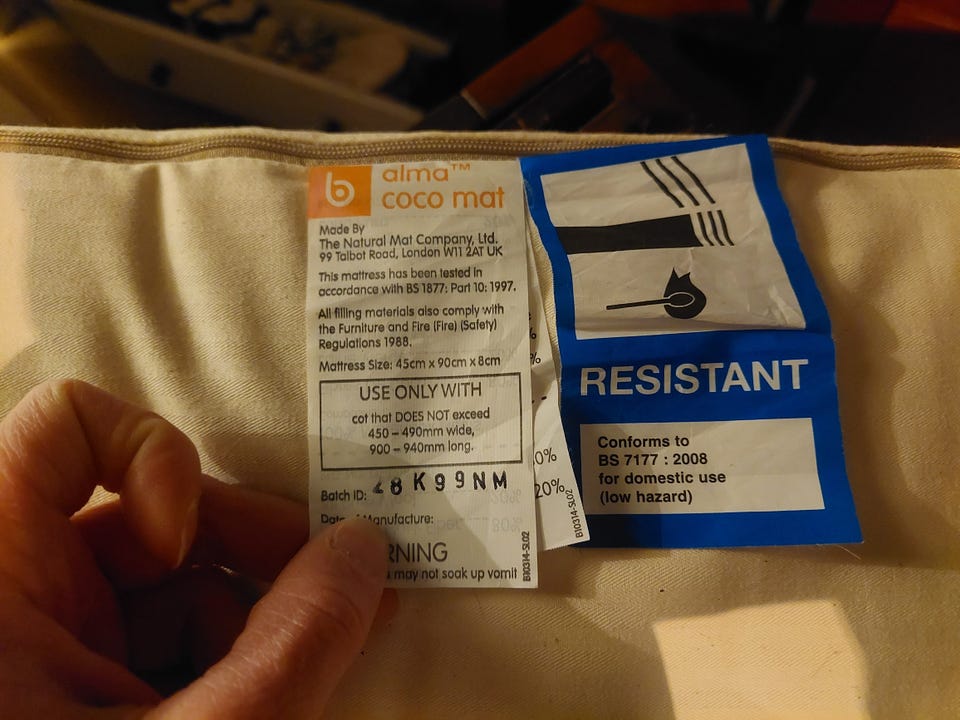 b
alma™
coco mat
Made By
The Natural Mat Company, Ltd.
99 Talbot Road, London W11 2AT UK
This mattress has been tested in
accordance with BS 1877: Part 10: 1997.
All filling materials also comply with
the Furniture and Fire (Fire) (Safety)
Regulations 1988.
Mattress Size: 45cm x 90cm x 8cm
USE ONLY WITH
cot that DOES NOT exceed
450 – 490mm wide,
900 – 940mm long.
Batch ID: 48K99NM
Manufacture:
RNING
may not soak up vomit
B10314-SL02
%
%
0%
20%
B10314-SL02
RESISTANT
Conforms to
BS 7177 : 2008
for domestic use
(low hazard)